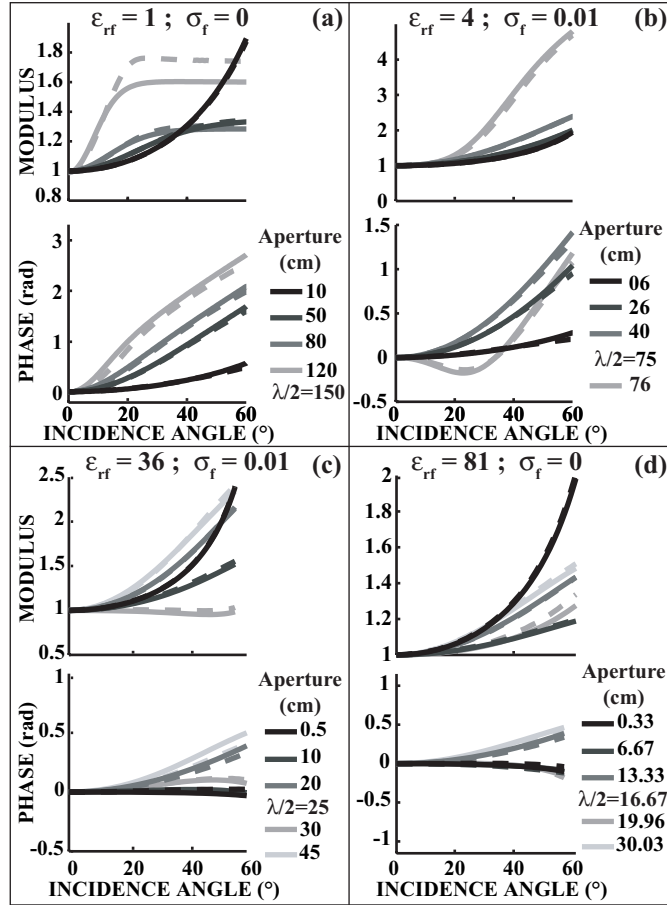 ε_rf = 1 ; σ_f = 0 (a)
MODULUS
1.8
1.6
1.4
1.2
1
0.8
PHASE (rad)
3
2
1
0
0 20 40 60
INCIDENCE ANGLE (°)
Aperture
(cm)
10
50
80
120
λ/2=150
ε_rf = 4 ; σ_f = 0.01 (b)
MODULUS
4
3
2
1
0
PHASE (rad)
1.5
1
0.5
0
-0.5
0 20 40 60
INCIDENCE ANGLE (°)
Aperture
(cm)
06
26
40
λ/2=75
76
ε_rf = 36 ; σ_f = 0.01 (c)
MODULUS
2.5
2
1.5
1
0.5
PHASE (rad)
1
0.5
0
-0.5
0 20 40 60
INCIDENCE ANGLE (°)
Aperture
(cm)
0.5
10
20
λ/2=25
30
45
ε_rf = 81 ; σ_f = 0 (d)
MODULUS
2
1.8
1.6
1.4
1.2
1
PHASE (rad)
1
0.5
0
-0.5
-1
0 20 40 60
INCIDENCE ANGLE (°)
Aperture
(cm)
0.33
6.67
13.33
λ/2=16.67
19.96
30.03